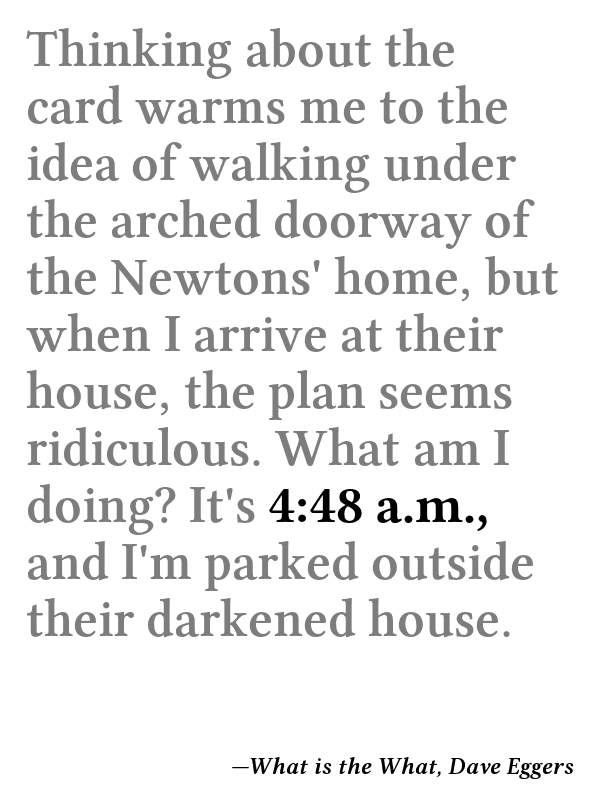 Thinking about the
card warms me to the
idea of walking under
the arched doorway of
the Newtons' home, but
when I arrive at their
house, the plan seems
ridiculous. What am I
doing? It's 4:48 a.m.,
and I'm parked outside
their darkened house.
—What is the What, Dave Eggers